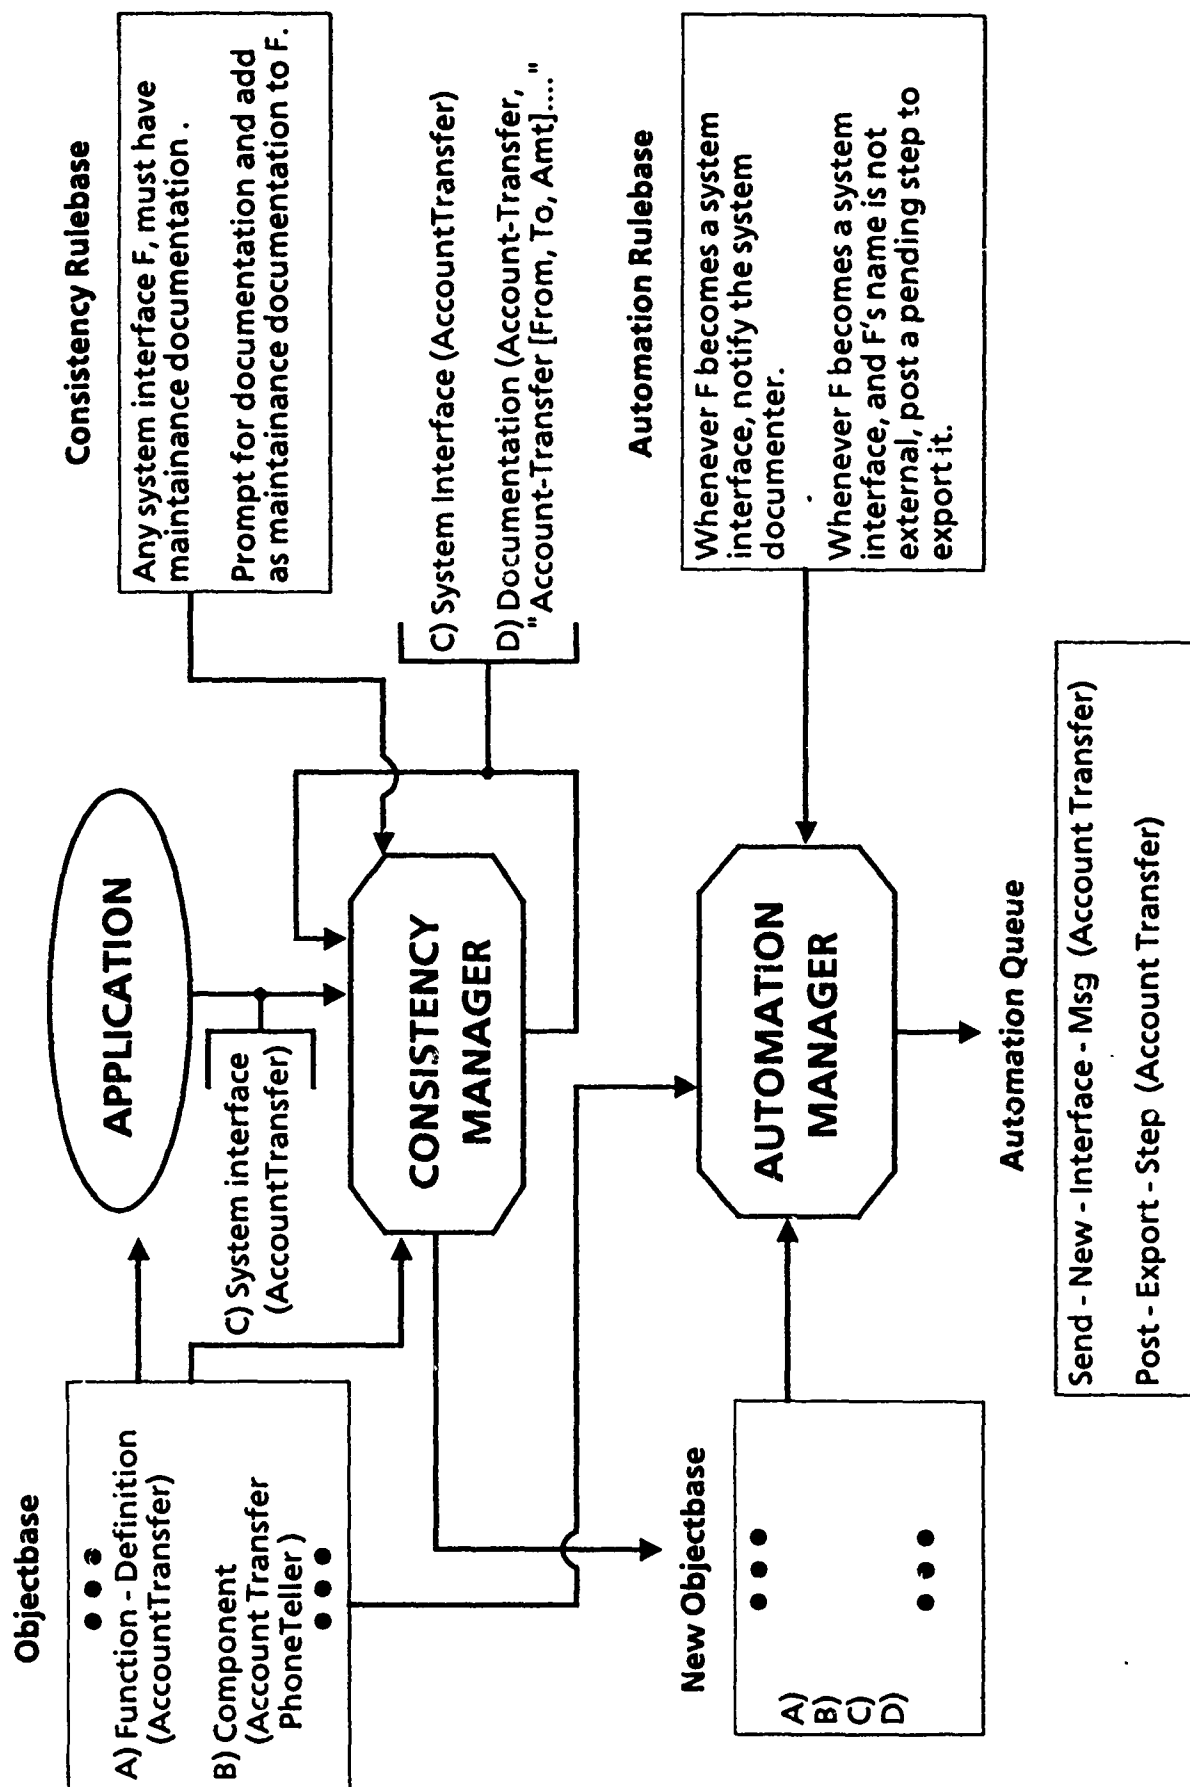 Objectbase
A) Function - Definition
(AccountTransfer)
B) Component
(Account Transfer
PhoneTeller )
APPLICATION
C) System interface
(AccountTransfer)
CONSISTENCY
MANAGER
Consistency Rulebase
Any system interface F, must have
maintainance documentation .
Prompt for documentation and add
as maintainance documentation to F.
C) System Interface (AccountTransfer)
D) Documentation (Account-Transfer,
"Account-Transfer [From, To, Amt]...."
New Objectbase
A)
B)
C)
D)
AUTOMATION
MANAGER
Automation Rulebase
Whenever F becomes a system
interface, notify the system
documenter.
Whenever F becomes a system
interface, and F's name is not
external, post a pending step to
export it.
Automation Queue
Send - New - Interface - Msg (Account Transfer)
Post - Export - Step (Account Transfer)